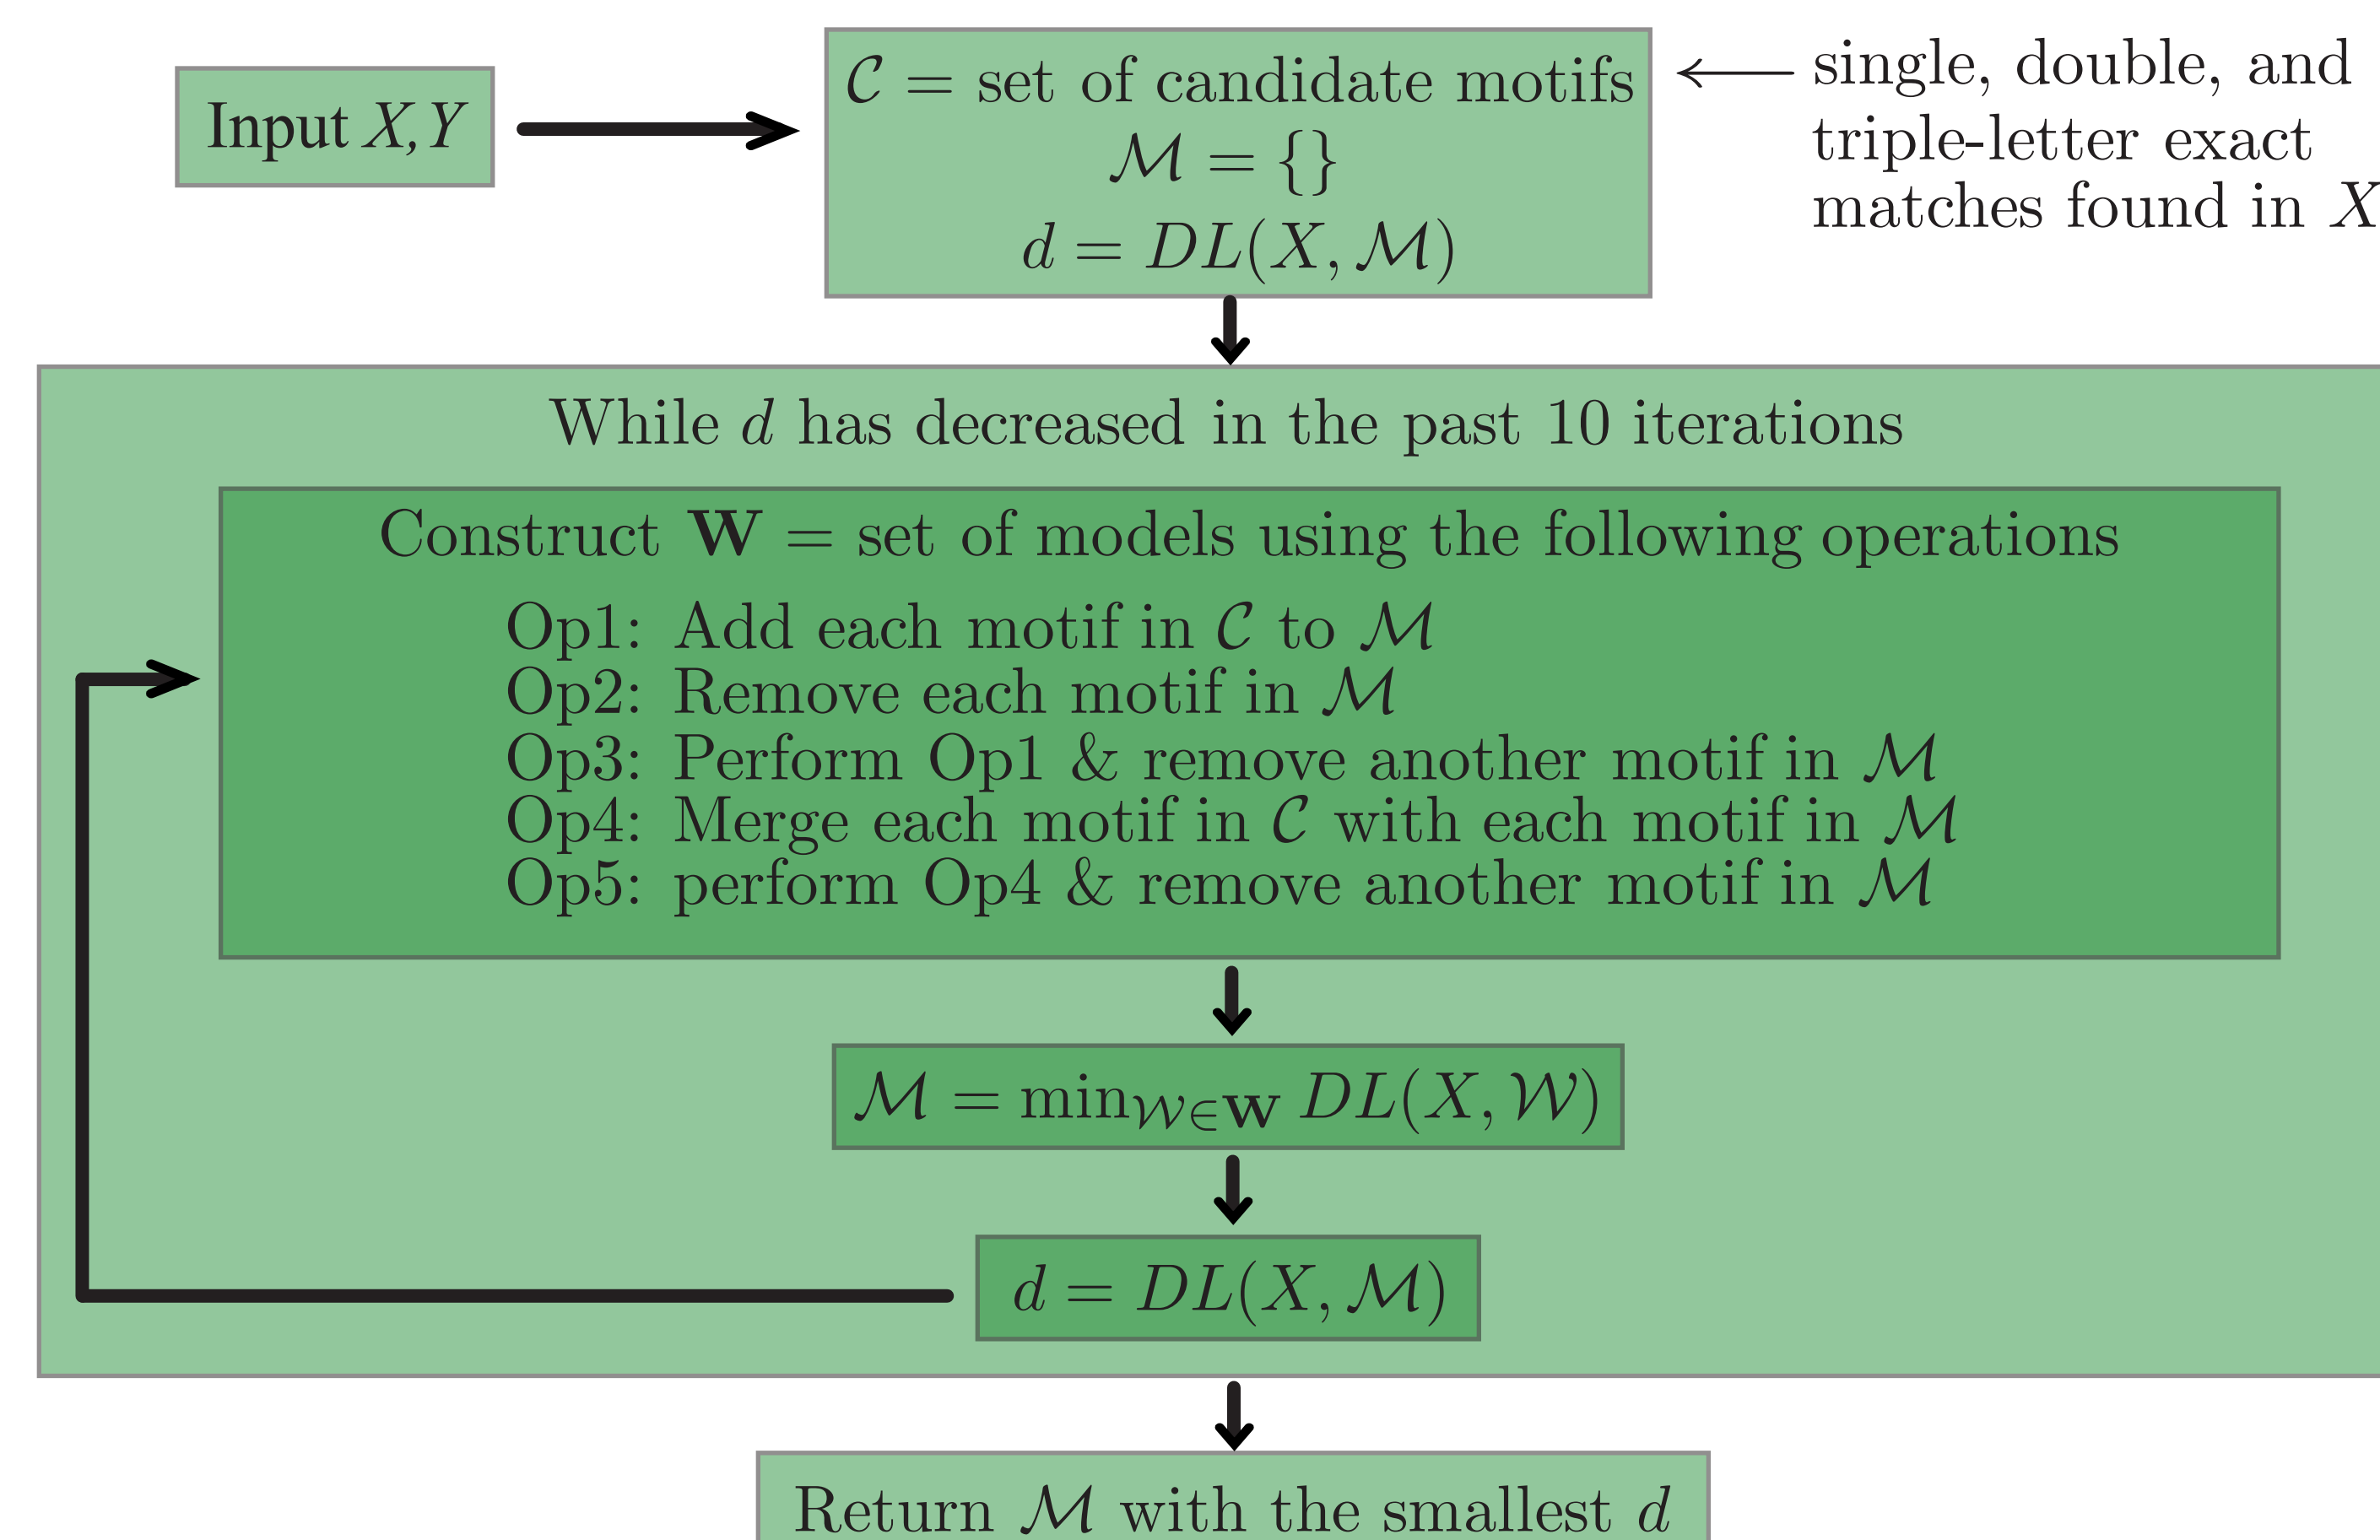 Input X,Y
𝒞 = set of candidate motifs
ℳ = {}
d = DL(X, ℳ)
single, double, and
triple-letter exact
matches found in X
While d has decreased in the past 10 iterations
Construct 𝐖 = set of models using the following operations
Op1: Add each motif in 𝒞 to ℳ
Op2: Remove each motif in ℳ
Op3: Perform Op1 & remove another motif in ℳ
Op4: Merge each motif in 𝒞 with each motif in ℳ
Op5: perform Op4 & remove another motif in ℳ
ℳ = min_{𝒲∈𝐖} DL(X, 𝒲)
d = DL(X, ℳ)
Return ℳ with the smallest d